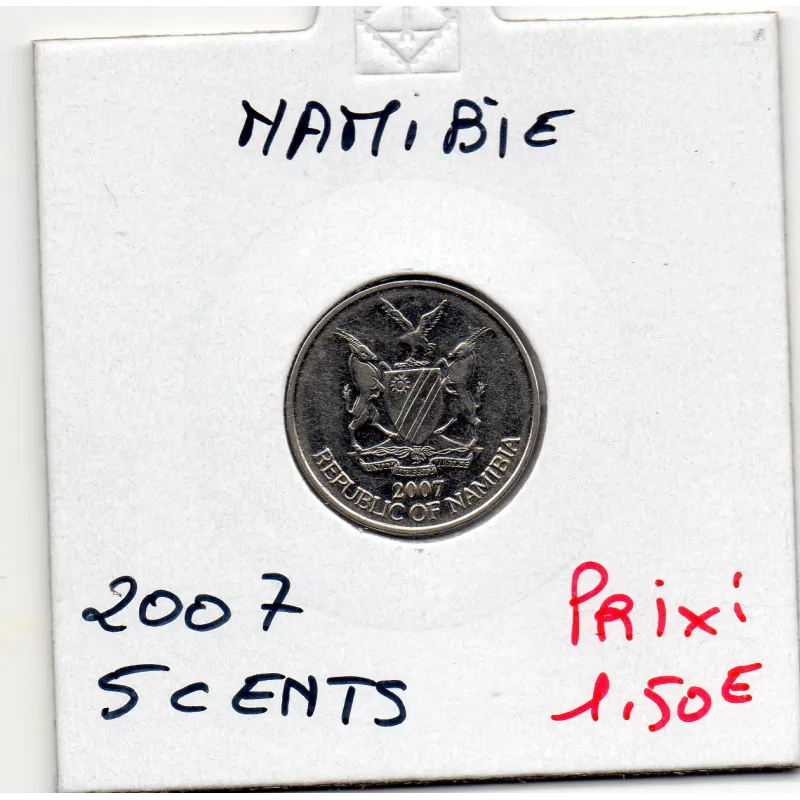 NAMIBIE
2007
REPUBLIC OF NAMIBIA
2007
5 CENTS
PRIX:
1.50E